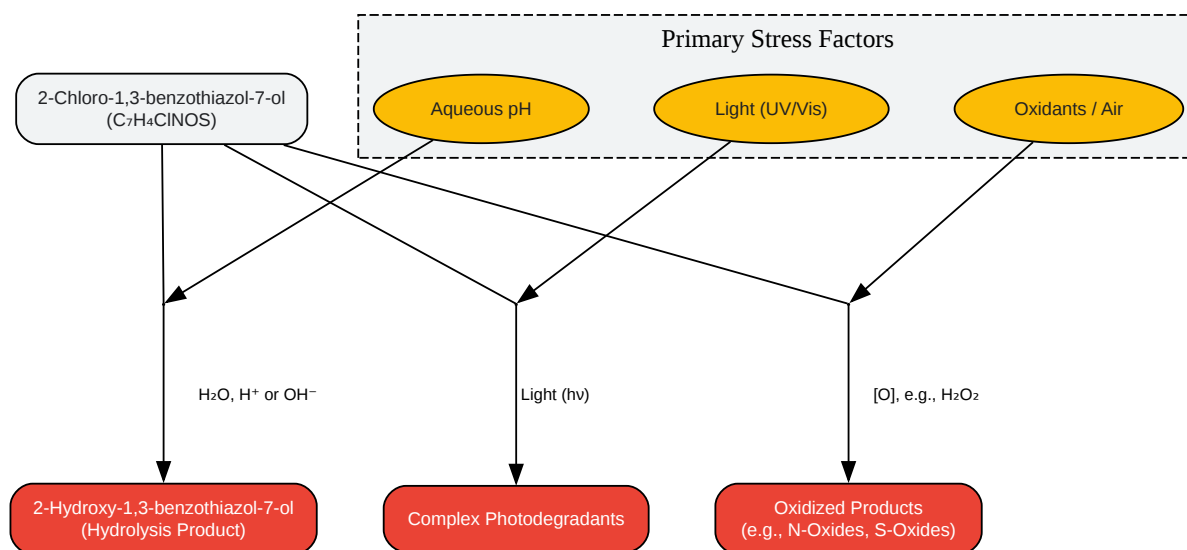 Primary Stress Factors
2-Chloro-1,3-benzothiazol-7-ol
(C₇H₄ClNOS)
Aqueous pH
Light (UV/Vis)
Oxidants / Air
H₂O, H⁺ or OH⁻
Light (hν)
[O], e.g., H₂O₂
2-Hydroxy-1,3-benzothiazol-7-ol
(Hydrolysis Product)
Complex Photodegradants
Oxidized Products
(e.g., N-Oxides, S-Oxides)